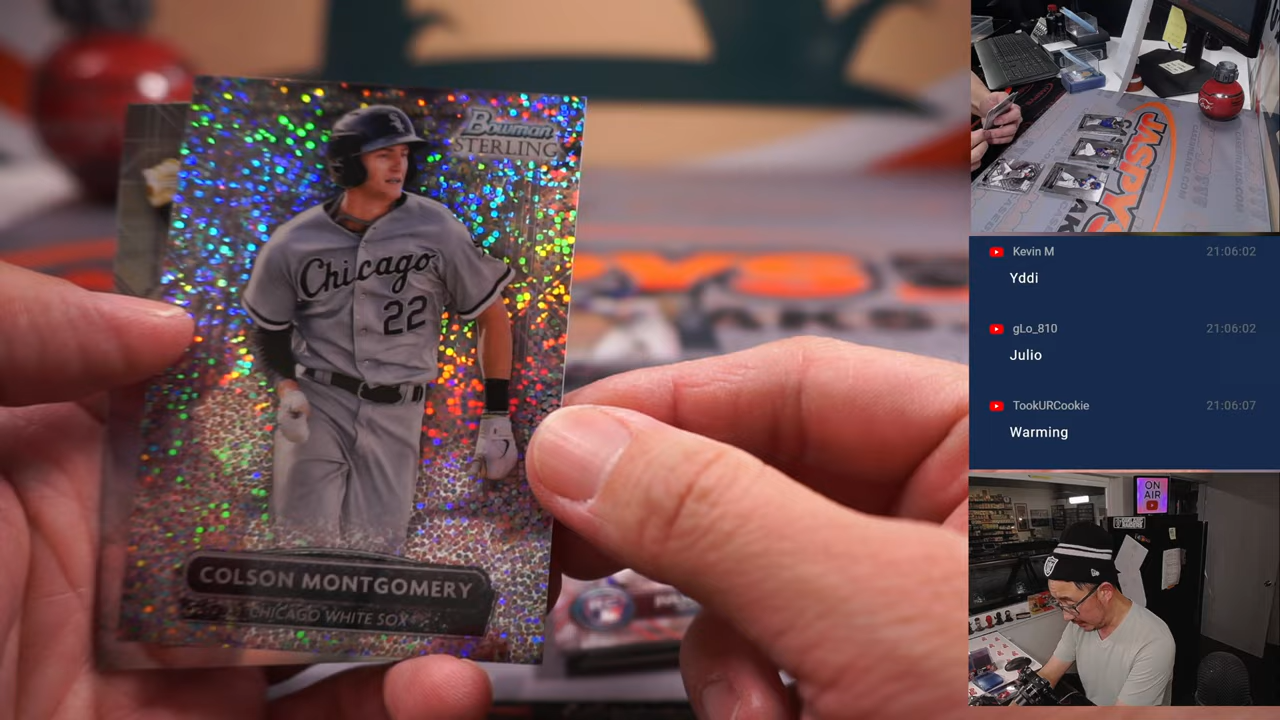 Bowman
STERLING
Chicago
22
COLSON MONTGOMERY
CHICAGO WHITE SOX
JASPYS
Kevin M 21:06:02
Yddi
gLo_810 21:06:02
Julio
TookURCookie 21:06:07
Warming
ON
AIR